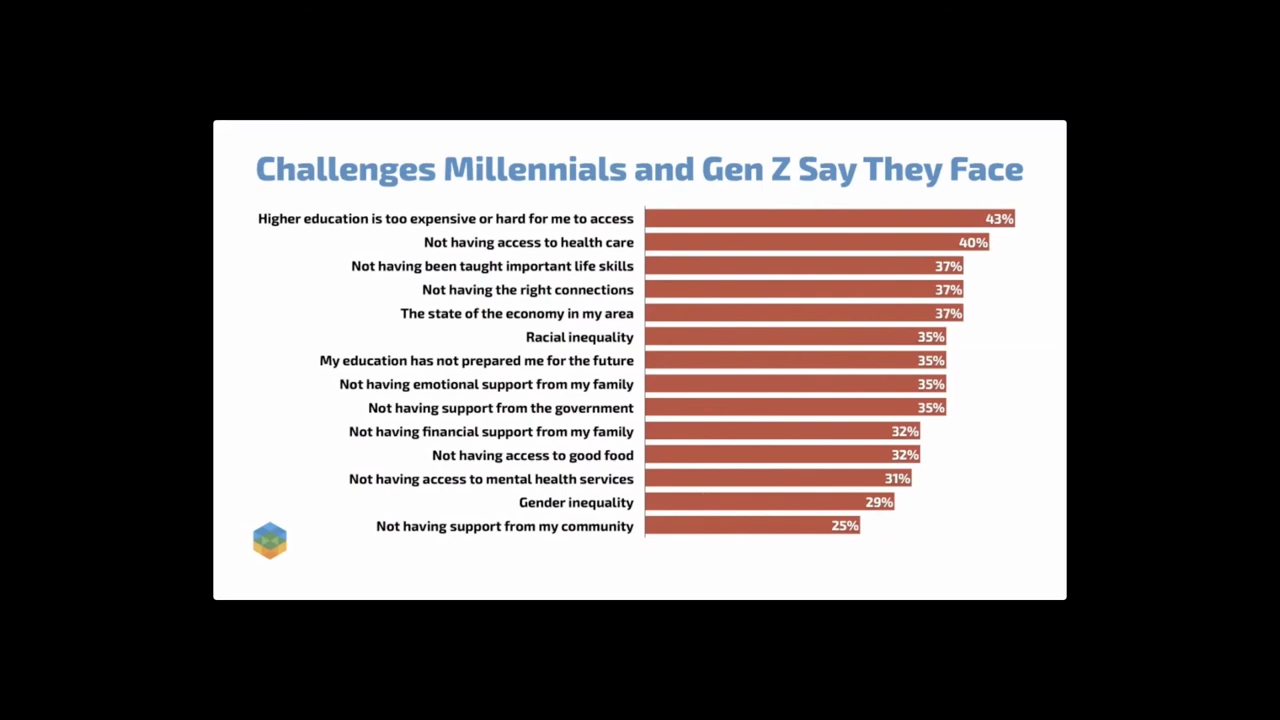 Challenges Millennials and Gen Z Say They Face
Higher education is too expensive or hard for me to access 43%
Not having access to health care 40%
Not having been taught important life skills 37%
Not having the right connections 37%
The state of the economy in my area 37%
Racial inequality 35%
My education has not prepared me for the future 35%
Not having emotional support from my family 35%
Not having support from the government 35%
Not having financial support from my family 32%
Not having access to good food 32%
Not having access to mental health services 31%
Gender inequality 29%
Not having support from my community 25%